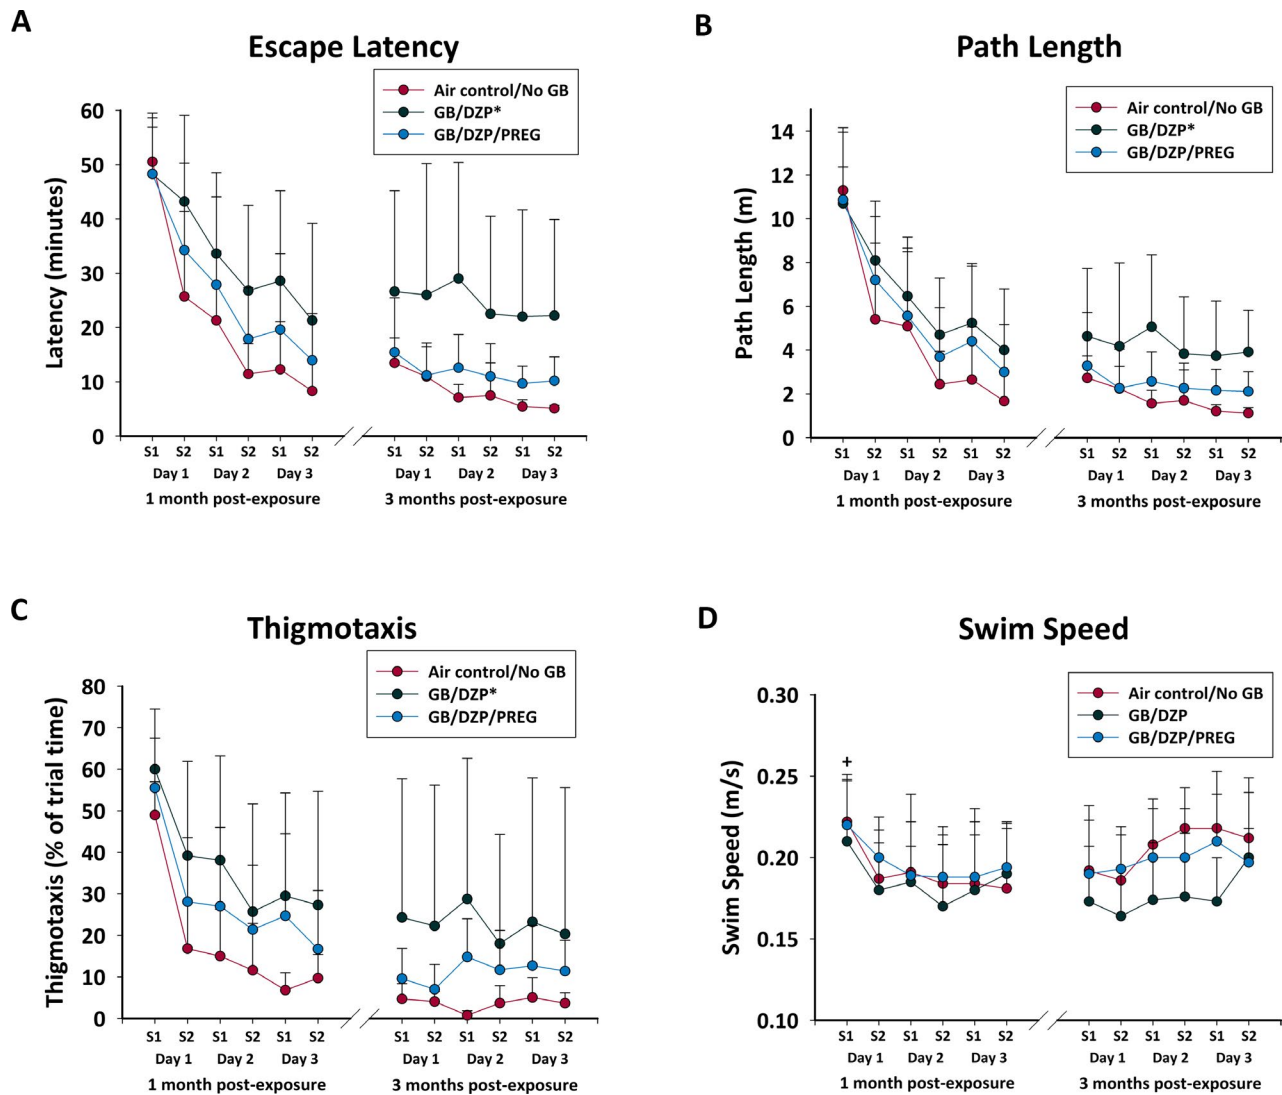 A
Escape Latency
Air control/No GB
GB/DZP*
GB/DZP/PREG
Latency (minutes)
60
50
40
30
20
10
0
S1 S2 S1 S2 S1 S2 S1 S2 S1 S2 S1 S2
Day 1 Day 2 Day 3 Day 1 Day 2 Day 3
1 month post-exposure 3 months post-exposure
B
Path Length
Air control/No GB
GB/DZP*
GB/DZP/PREG
Path Length (m)
14
12
10
8
6
4
2
0
S1 S2 S1 S2 S1 S2 S1 S2 S1 S2 S1 S2
Day 1 Day 2 Day 3 Day 1 Day 2 Day 3
1 month post-exposure 3 months post-exposure
C
Thigmotaxis
Air control/No GB
GB/DZP*
GB/DZP/PREG
Thigmotaxis (% of trial time)
80
70
60
50
40
30
20
10
0
S1 S2 S1 S2 S1 S2 S1 S2 S1 S2 S1 S2
Day 1 Day 2 Day 3 Day 1 Day 2 Day 3
1 month post-exposure 3 months post-exposure
D
Swim Speed
Air control/No GB
GB/DZP
GB/DZP/PREG
Swim Speed (m/s)
0.30
0.25
0.20
0.15
0.10
+
S1 S2 S1 S2 S1 S2 S1 S2 S1 S2 S1 S2
Day 1 Day 2 Day 3 Day 1 Day 2 Day 3
1 month post-exposure 3 months post-exposure